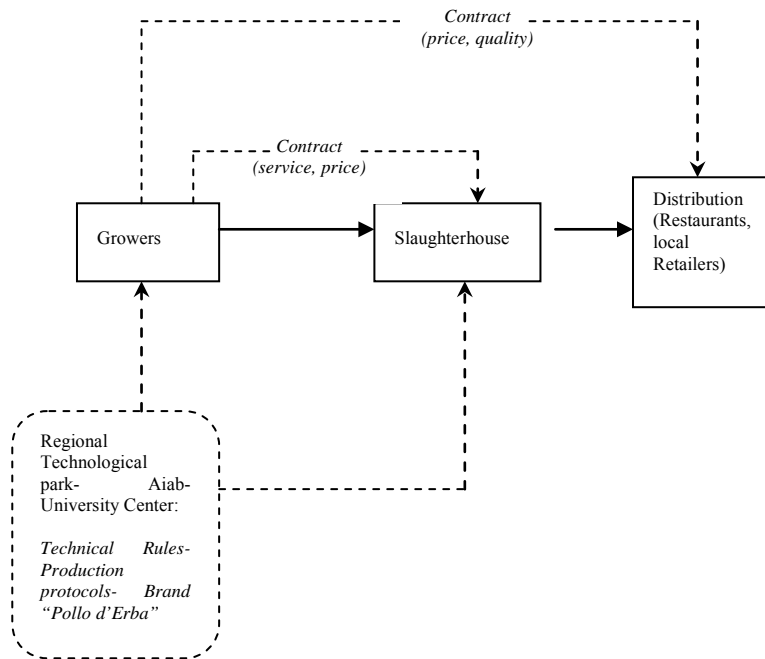 Contract
(price, quality)
Contract
(service, price)
Growers
Slaughterhouse
Distribution
(Restaurants,
local
Retailers)
Regional
Technological
park- Aiab-
University Center:
Technical Rules-
Production
protocols- Brand
“Pollo d’Erba”